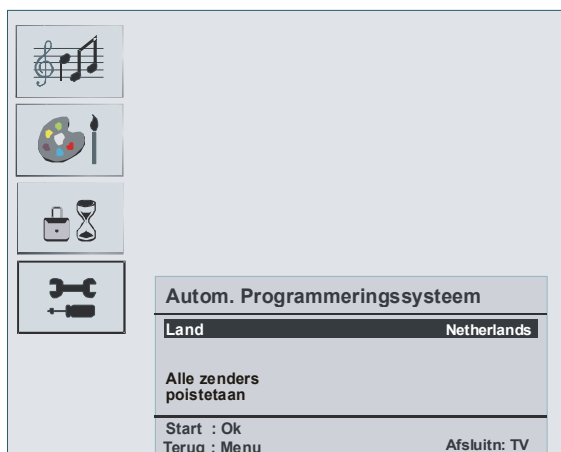 Autom. Programmeringssysteem
Land Netherlands
Alle zenders
poistetaan
Start : Ok
Terug : Menu Afsluitn: TV